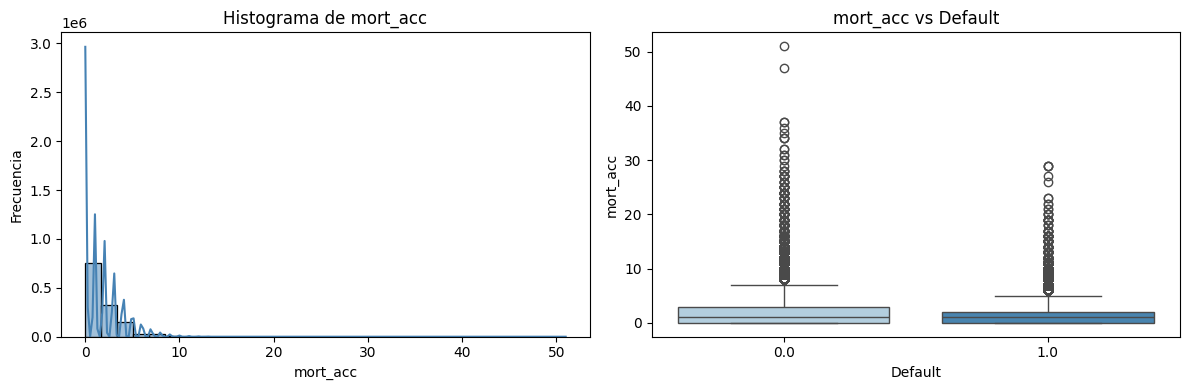 Histograma de mort_acc
1e6
3.0
2.5
2.0
1.5
1.0
0.5
0.0
Frecuencia
0 10 20 30 40 50
mort_acc
mort_acc vs Default
50
40
30
20
10
0
mort_acc
0.0 1.0
Default